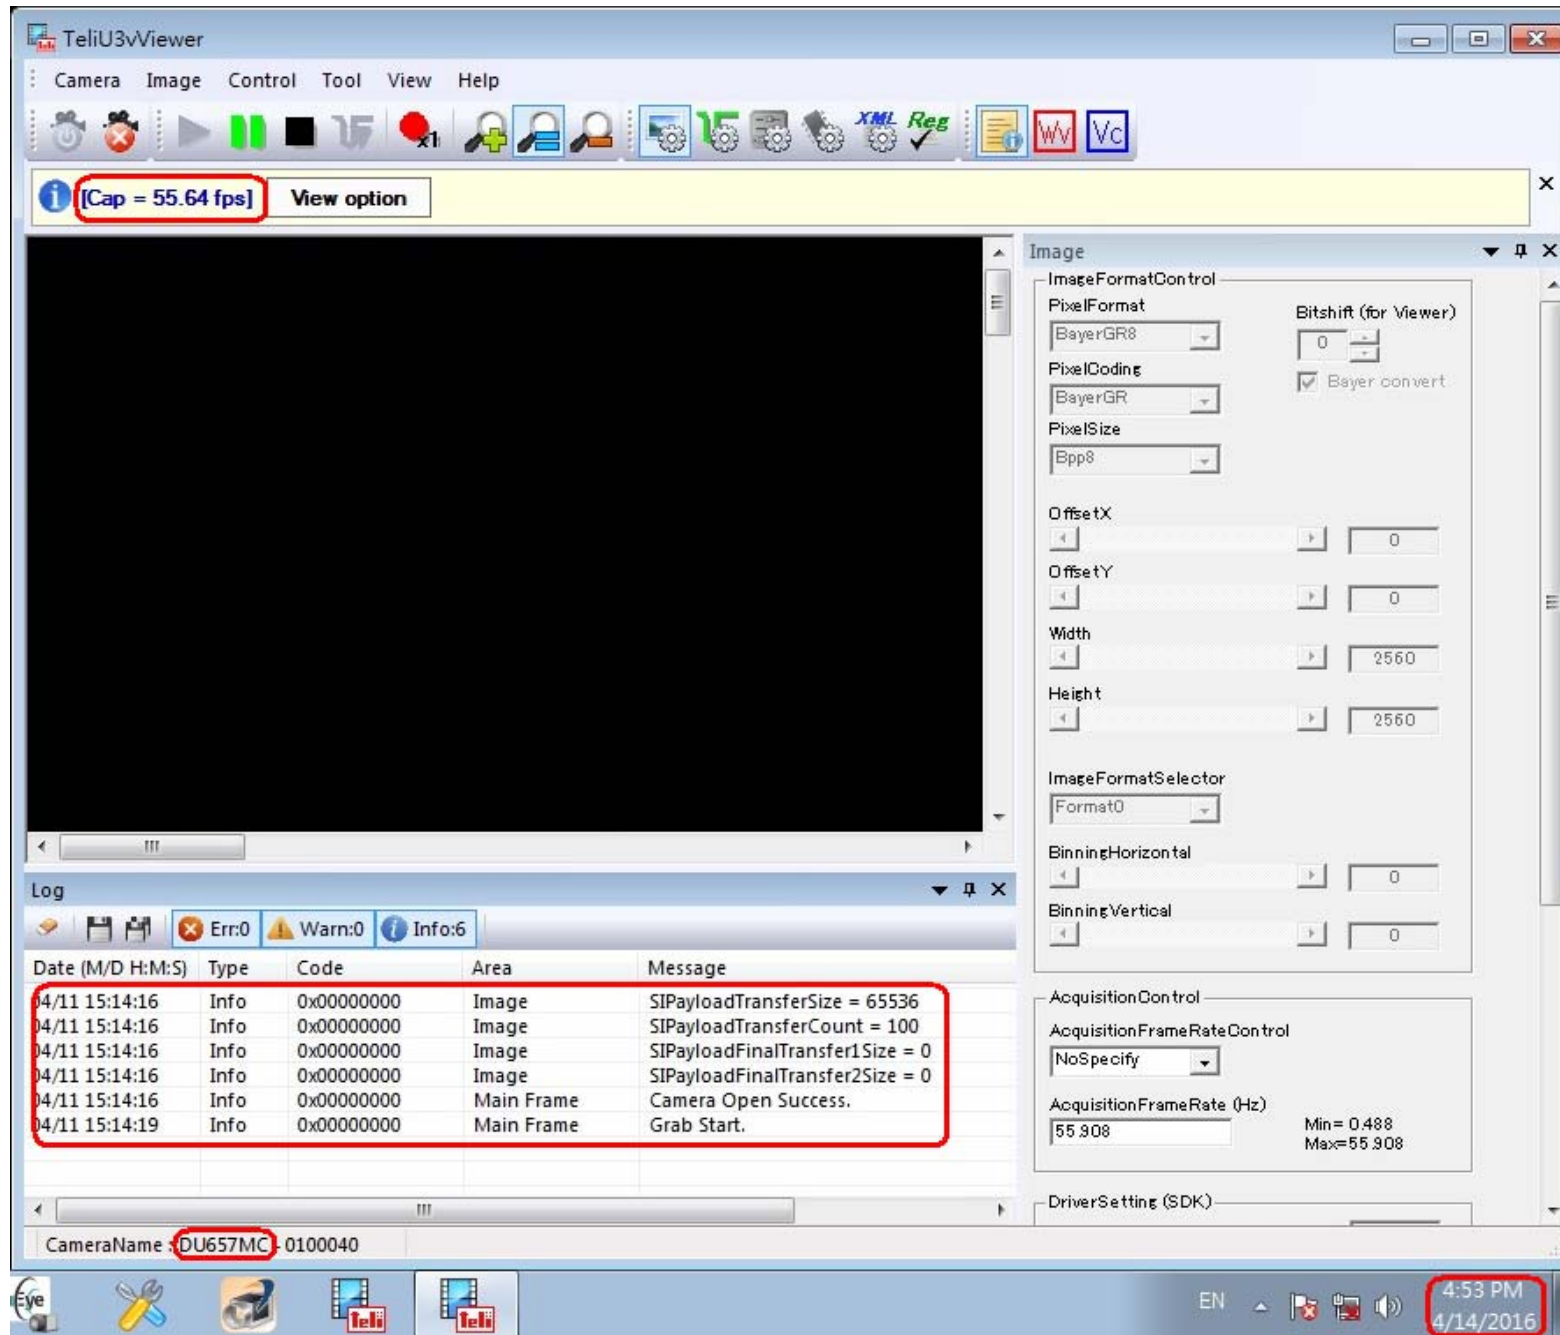 TeliU3vViewer
Camera Image Control Tool View Help
x1 XML Reg Wv Vc
[Cap = 55.64 fps] View option
Image
ImageFormatControl
PixelFormat
Bitshift (for Viewer)
BayerGR8
0
PixelCoding
Bayer convert
BayerGR
PixelSize
Bpp8
OffsetX
0
OffsetY
0
Width
2560
Height
2560
ImageFormatSelector
Format0
BinningHorizontal
0
BinningVertical
0
Log
Err:0 Warn:0 Info:6
Date (M/D H:M:S) Type Code Area Message
04/11 15:14:16 Info 0x00000000 Image SIPayloadTransferSize = 65536
04/11 15:14:16 Info 0x00000000 Image SIPayloadTransferCount = 100
04/11 15:14:16 Info 0x00000000 Image SIPayloadFinalTransfer1Size = 0
04/11 15:14:16 Info 0x00000000 Image SIPayloadFinalTransfer2Size = 0
04/11 15:14:16 Info 0x00000000 Main Frame Camera Open Success.
04/11 15:14:19 Info 0x00000000 Main Frame Grab Start.
AcquisitionControl
AcquisitionFrameRateControl
NoSpecify
AcquisitionFrameRate (Hz)
55.908
Min= 0.488
Max=55.908
DriverSetting (SDK)
CameraName : DU657MC - 0100040
Eye
Teli
Teli
EN
4:53 PM
4/14/2016